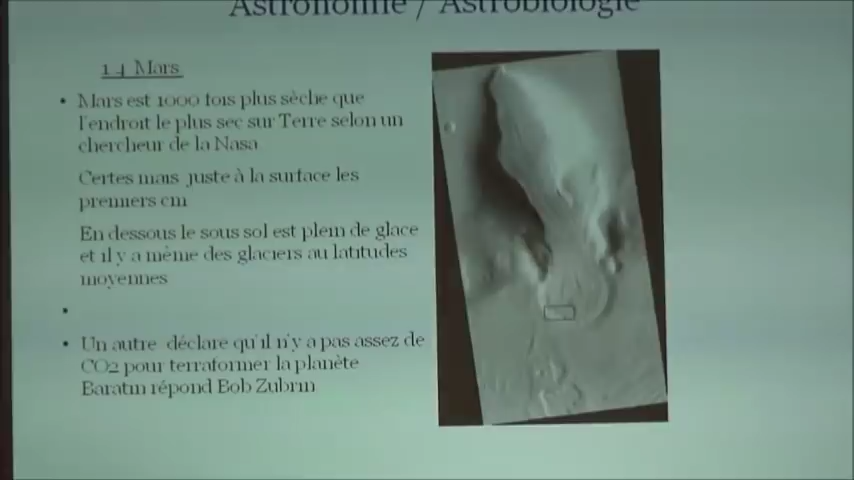 Astronomie / Astrobiologie
1.4 Mars
• Mars est 1000 fois plus sèche que
l'endroit le plus sec sur Terre selon un
chercheur de la Nasa
Certes mais juste à la surface les
premiers cm
En dessous le sous sol est plein de glace
et il y a même des glaciers au latitudes
moyennes
•
• Un autre déclare qu'il n'y a pas assez de
CO2 pour terraformer la planète
Baratin répond Bob Zubrin